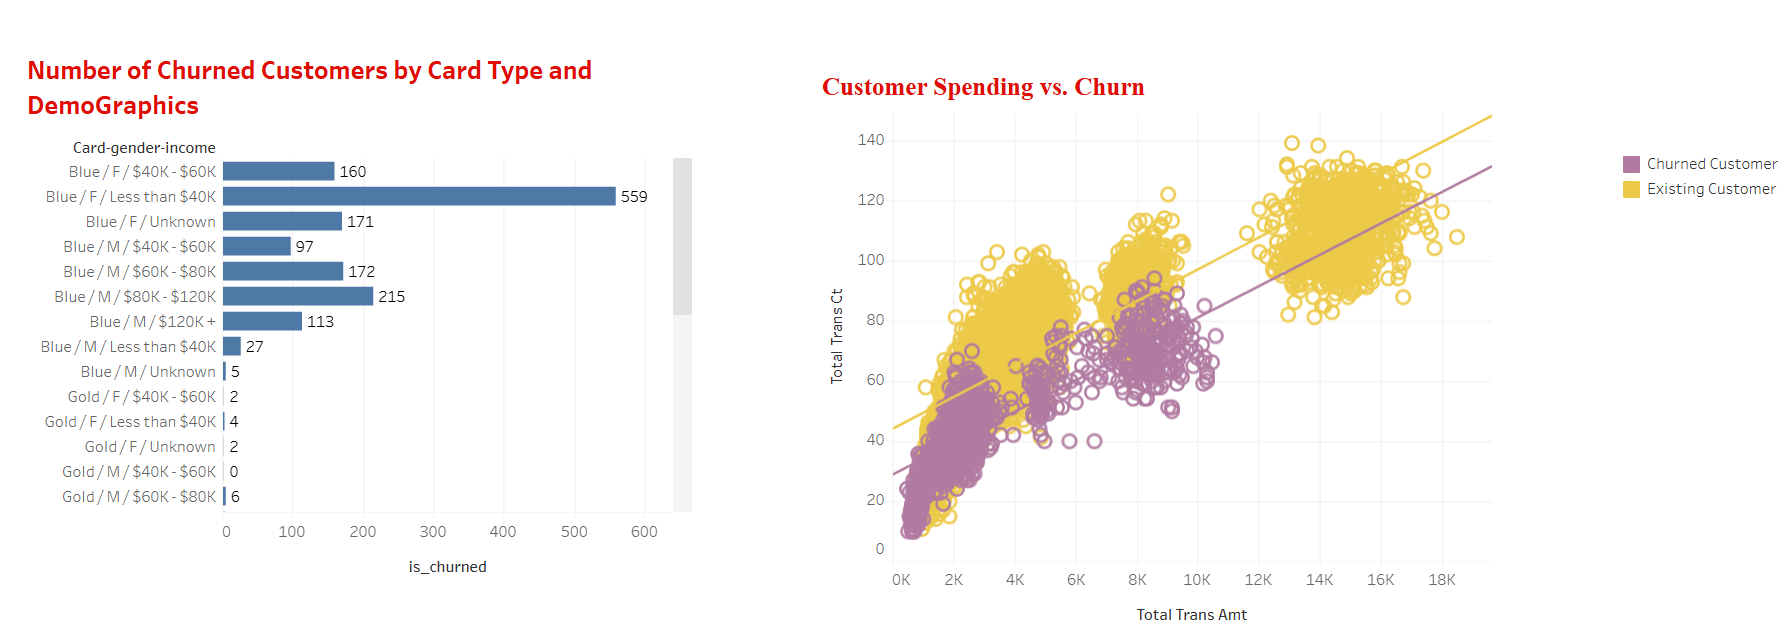 Number of Churned Customers by Card Type and
DemoGraphics
Card-gender-income
Blue / F / $40K - $60K 160
Blue / F / Less than $40K 559
Blue / F / Unknown 171
Blue / M / $40K - $60K 97
Blue / M / $60K - $80K 172
Blue / M / $80K - $120K 215
Blue / M / $120K + 113
Blue / M / Less than $40K 27
Blue / M / Unknown 5
Gold / F / $40K - $60K 2
Gold / F / Less than $40K 4
Gold / F / Unknown 2
Gold / M / $40K - $60K 0
Gold / M / $60K - $80K 6
0 100 200 300 400 500 600
is_churned
Customer Spending vs. Churn
Total Trans Ct
140
120
100
80
60
40
20
0
0K 2K 4K 6K 8K 10K 12K 14K 16K 18K
Total Trans Amt
Churned Customer
Existing Customer